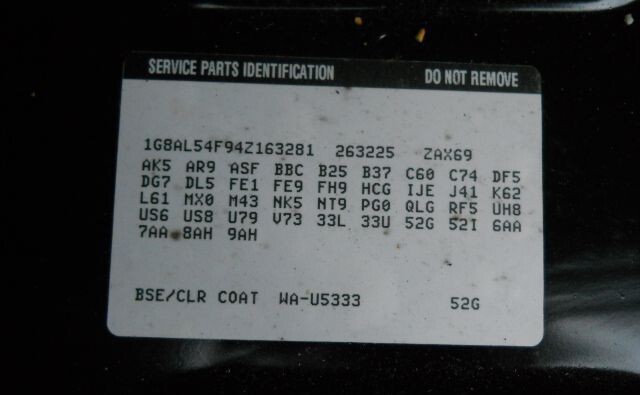 SERVICE PARTS IDENTIFICATION DO NOT REMOVE
1G8AL54F94Z163281 263225 ZAX69
AK5 AR9 ASF BBC B25 B37 C60 C74 DF5
DG7 DL5 FE1 FE9 FH9 HCG IJE J41 K62
L61 MX0 M43 NK5 NT9 PG0 QLG RF5 UH8
US6 US8 U79 V73 33L 33U 52G 52I 6AA
7AA 8AH 9AH
BSE/CLR COAT WA-U5333 52G